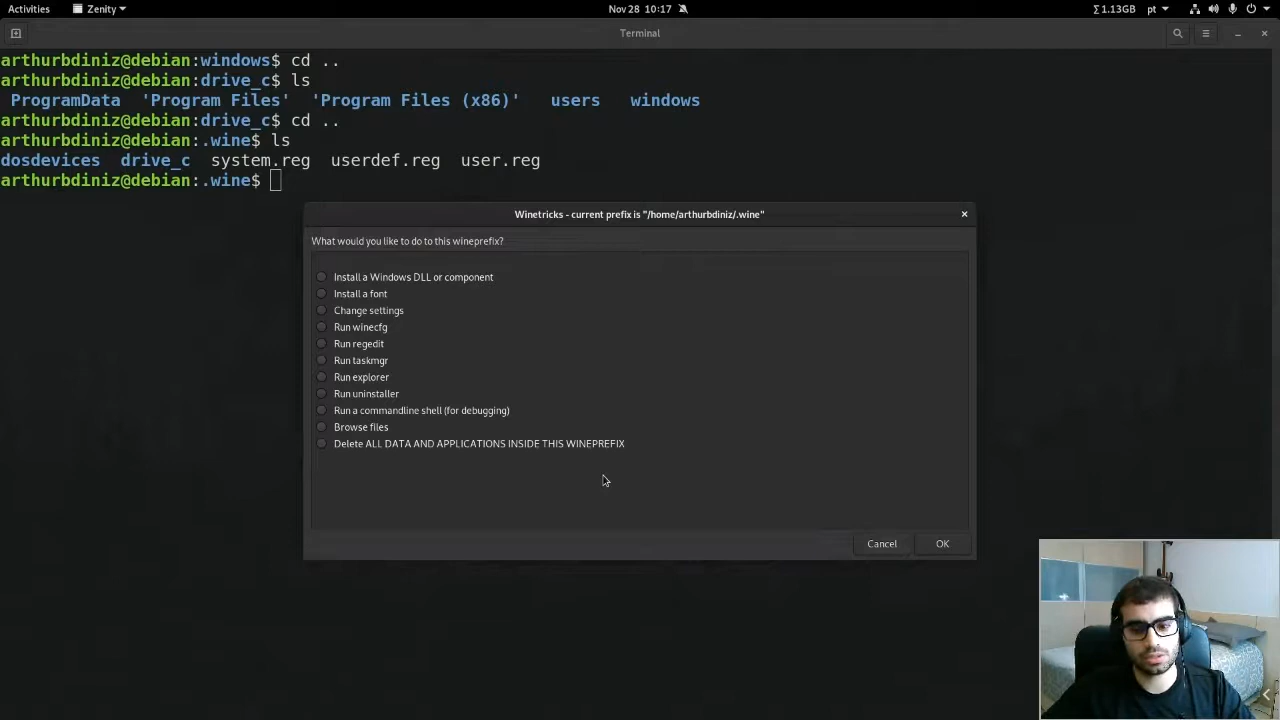 Activities Zenity Nov 28 10:17 Σ 1.13GB pt
Terminal
arthurbdiniz@debian:windows$ cd ..
arthurbdiniz@debian:drive_c$ ls
ProgramData 'Program Files' 'Program Files (x86)' users windows
arthurbdiniz@debian:drive_c$ cd ..
arthurbdiniz@debian:.wine$ ls
dosdevices drive_c system.reg userdef.reg user.reg
arthurbdiniz@debian:.wine$
Winetricks - current prefix is "/home/arthurbdiniz/.wine"
What would you like to do to this wineprefix?
Install a Windows DLL or component
Install a font
Change settings
Run winecfg
Run regedit
Run taskmgr
Run explorer
Run uninstaller
Run a commandline shell (for debugging)
Browse files
Delete ALL DATA AND APPLICATIONS INSIDE THIS WINEPREFIX
Cancel OK